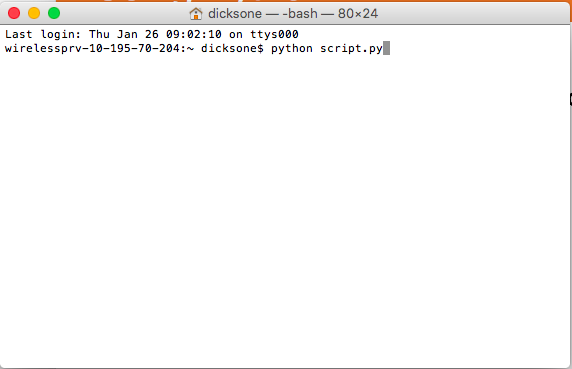 dicksone — -bash — 80×24
Last login: Thu Jan 26 09:02:10 on ttys000
wirelessprv-10-195-70-204:~ dicksone$ python script.py